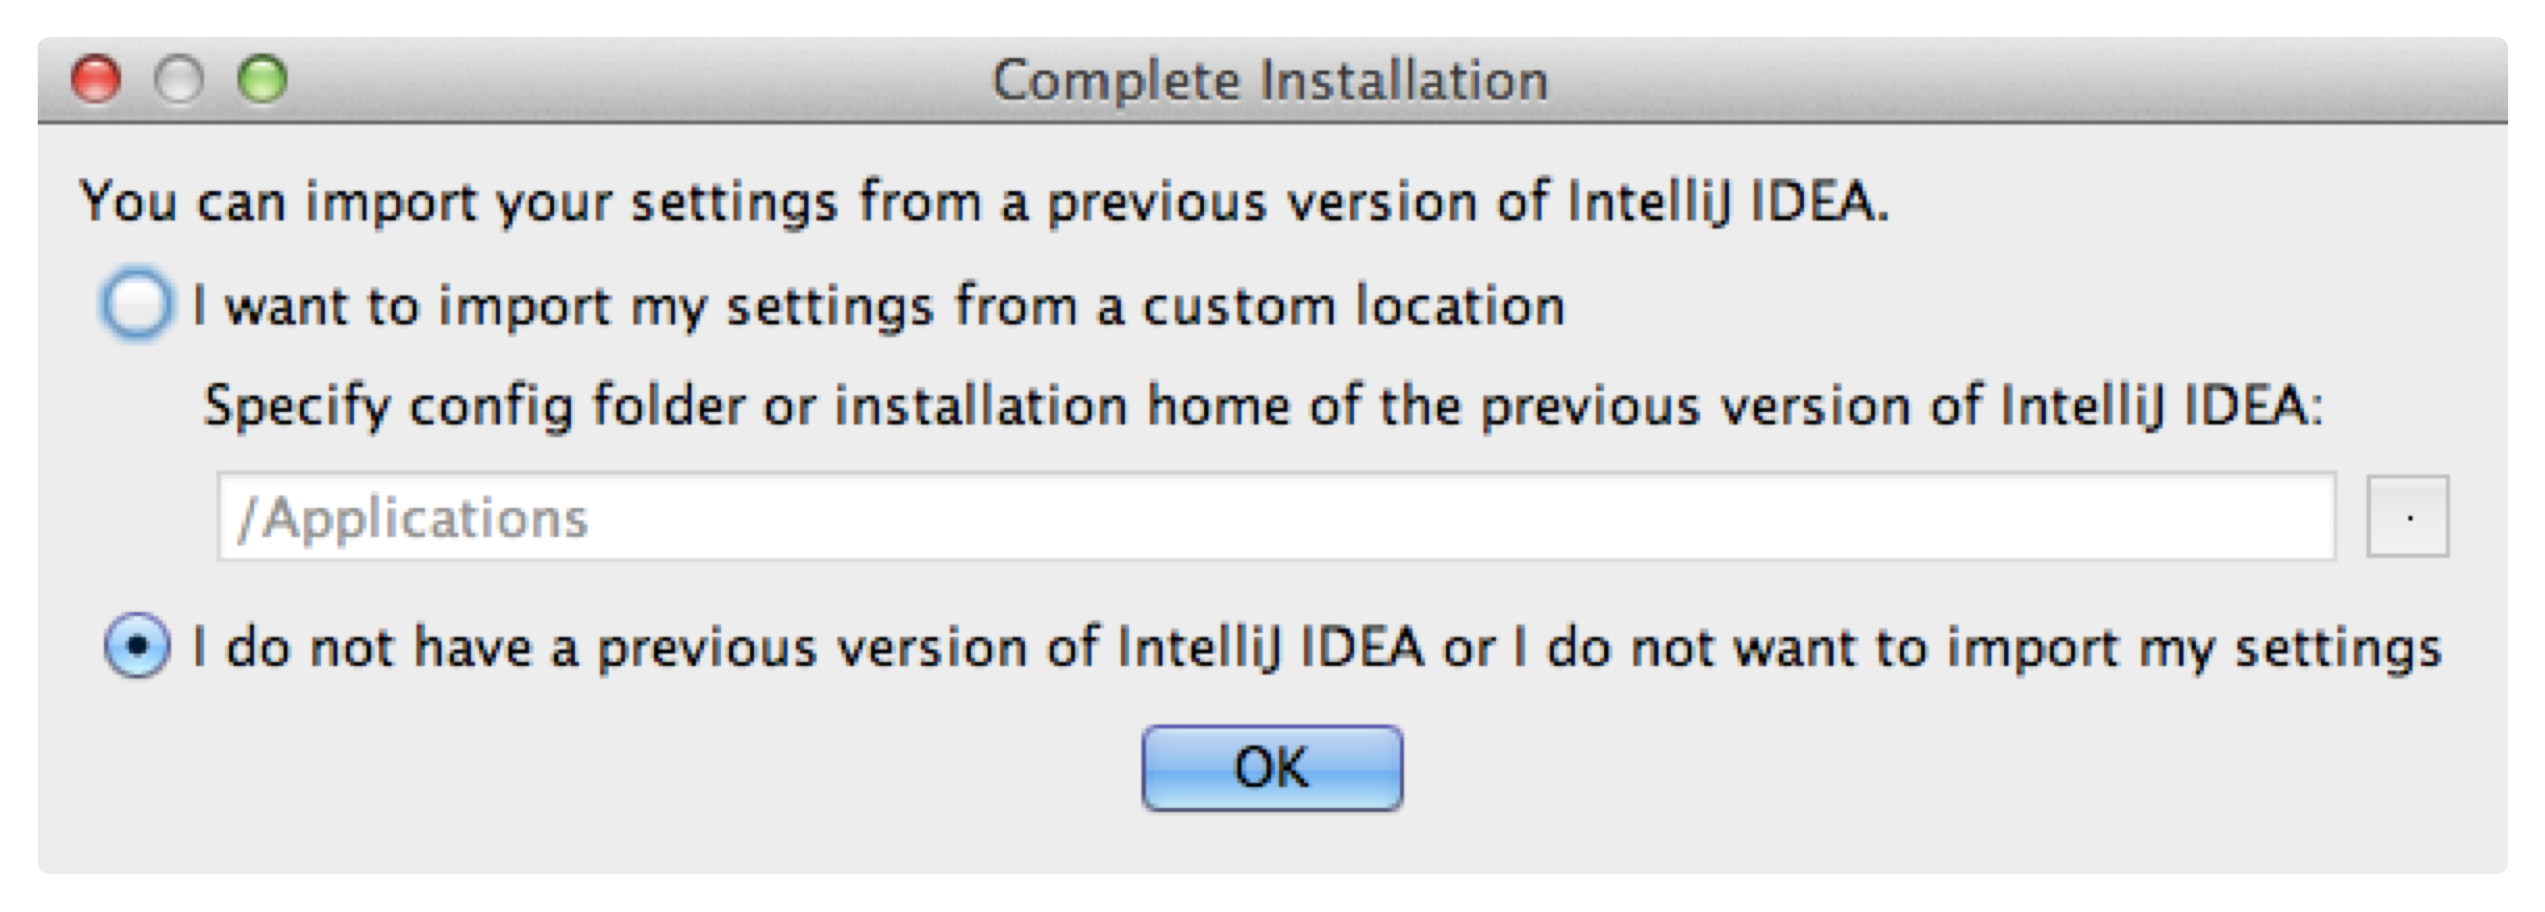 Complete Installation
You can import your settings from a previous version of IntelliJ IDEA.
I want to import my settings from a custom location
Specify config folder or installation home of the previous version of IntelliJ IDEA:
/Applications
.
I do not have a previous version of IntelliJ IDEA or I do not want to import my settings
OK